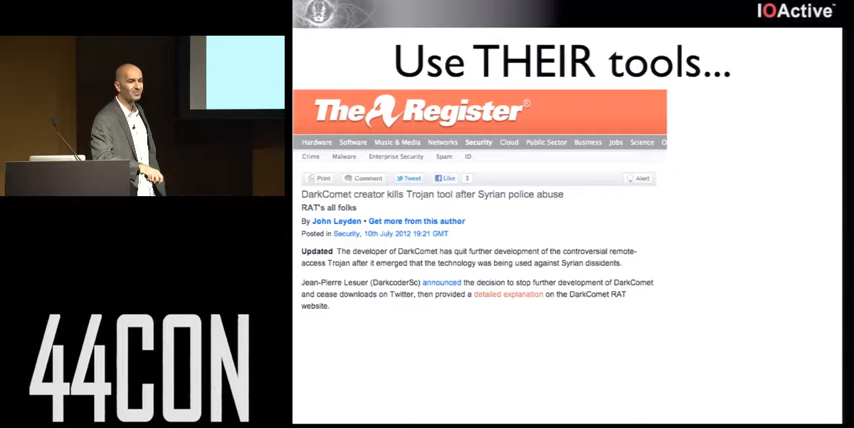 IOActive™
Use THEIR tools...
The Register®
Hardware Software Music & Media Networks Security Cloud Public Sector Business Jobs Science
Crime Malware Enterprise Security Spam ID
Print Comment Tweet Like 3 Alert
DarkComet creator kills Trojan tool after Syrian police abuse
RAT's all folks
By John Leyden • Get more from this author
Posted in Security, 10th July 2012 19:21 GMT
Updated The developer of DarkComet has quit further development of the controversial remote-
access Trojan after it emerged that the technology was being used against Syrian dissidents.
Jean-Pierre Lesuer (DarkcoderSc) announced the decision to stop further development of DarkComet
and cease downloads on Twitter, then provided a detailed explanation on the DarkComet RAT
website.
44CON